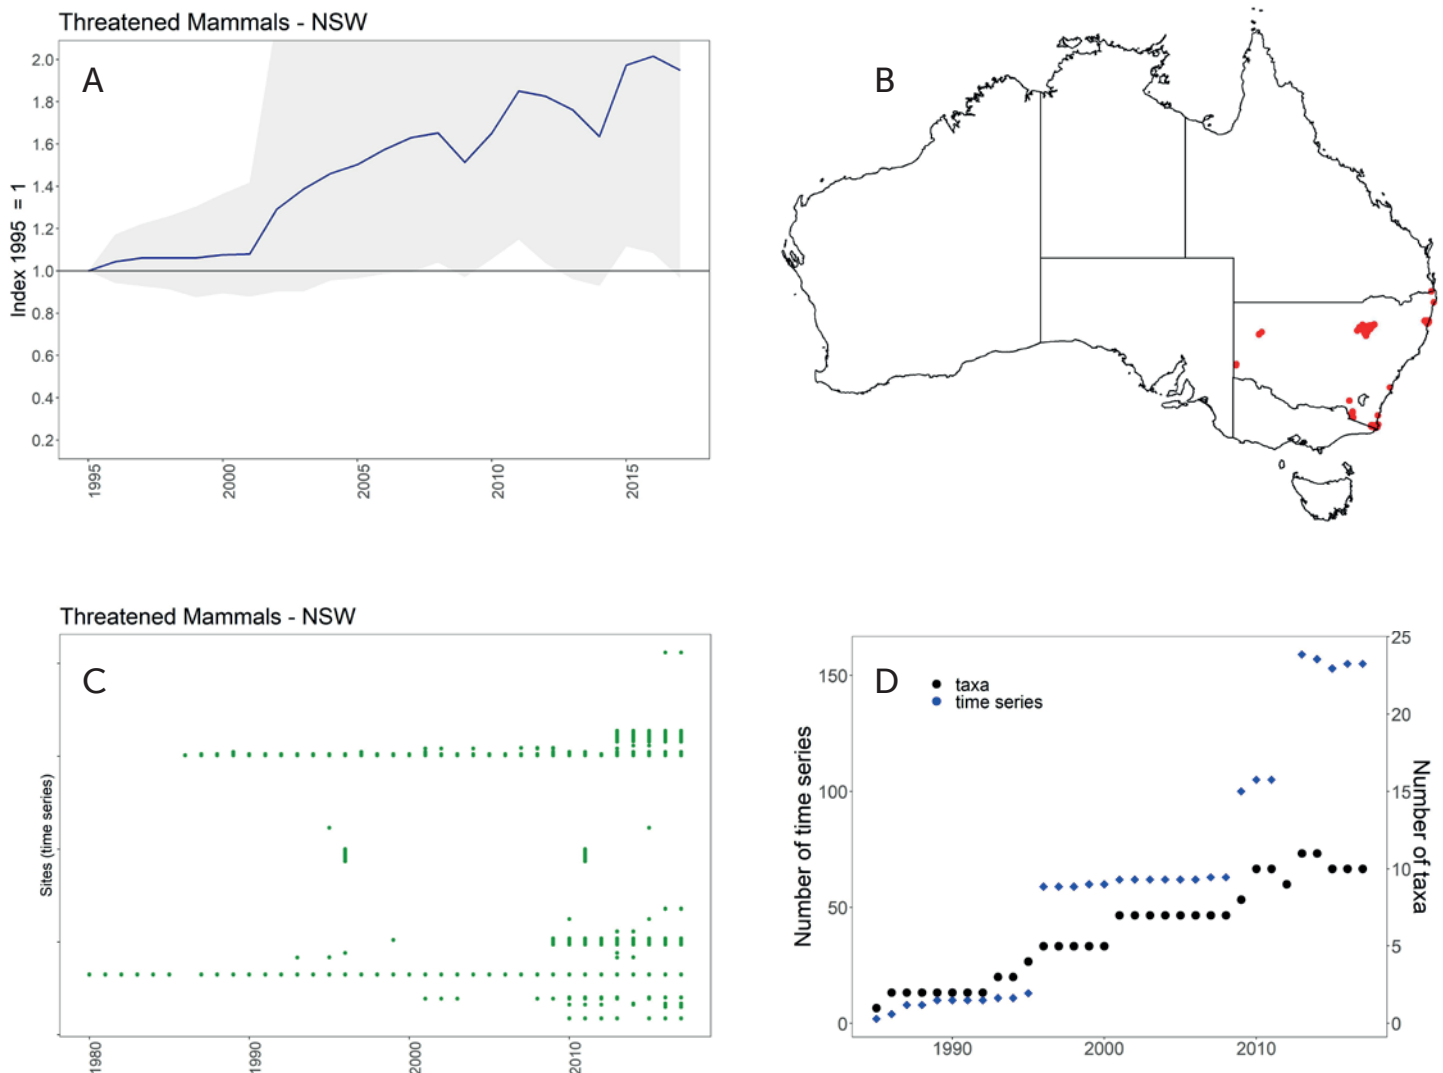 Threatened Mammals - NSW
A
Index 1995 = 1
2.0
1.8
1.6
1.4
1.2
1.0
0.8
0.6
0.4
0.2
1995
2000
2005
2010
2015
B
Threatened Mammals - NSW
C
Sites (time series)
1980
1990
2000
2010
D
taxa
time series
Number of time series
150
100
50
0
1990
2000
2010
25
20
15
10
5
0
Number of taxa